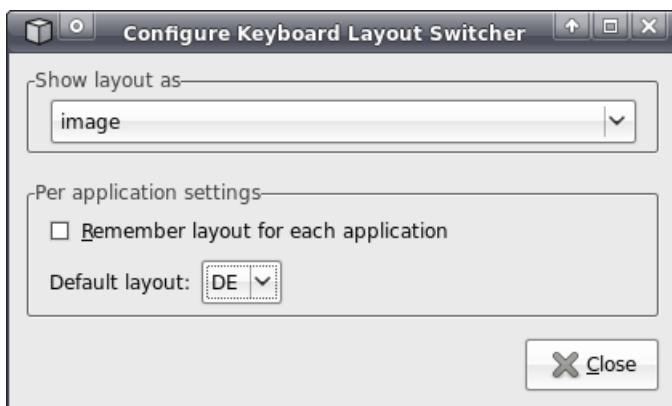 Configure Keyboard Layout Switcher
Show layout as
image
Per application settings
Remember layout for each application
Default layout: DE
Close